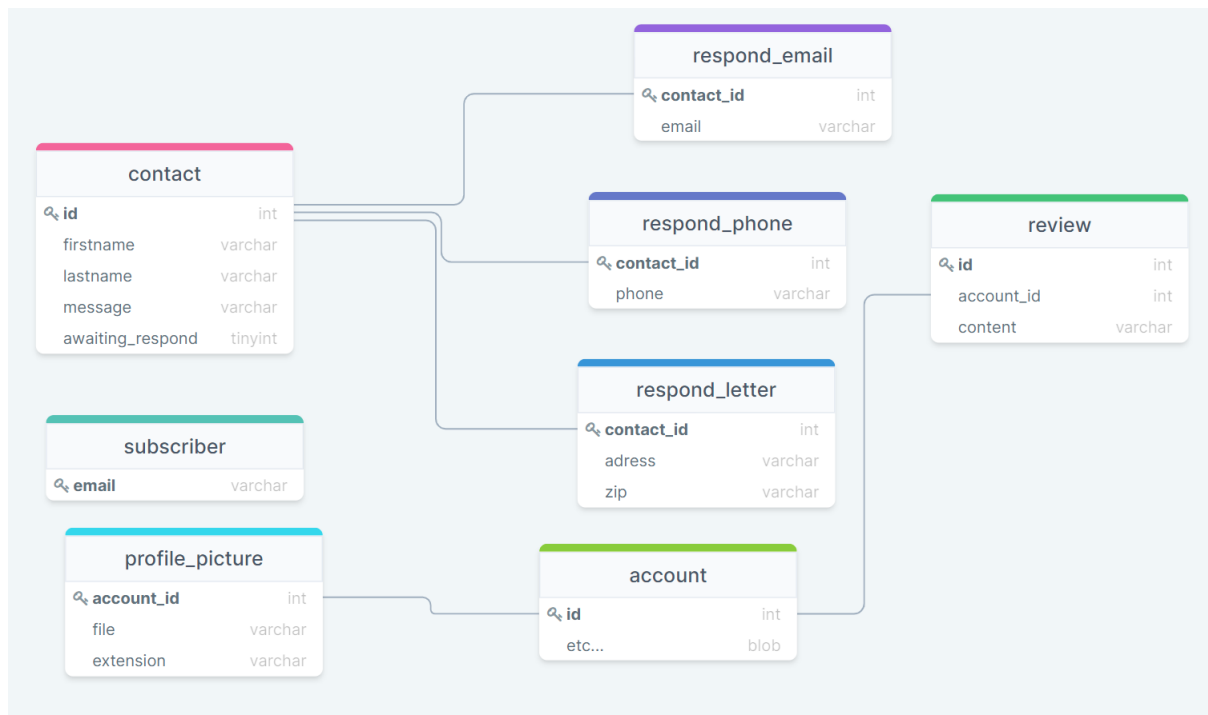 respond_email
contact_id int
email varchar
contact
id int
firstname varchar
lastname varchar
message varchar
awaiting_respond tinyint
respond_phone
contact_id int
phone varchar
review
id int
account_id int
content varchar
respond_letter
contact_id int
adress varchar
zip varchar
subscriber
email varchar
profile_picture
account_id int
file varchar
extension varchar
account
id int
etc... blob